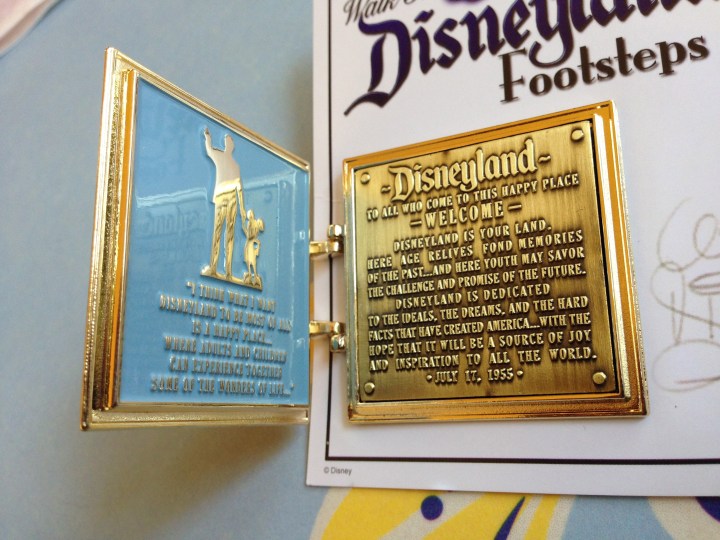 Walk
Disneyland
Footsteps
"I THINK WHAT I WANT
DISNEYLAND TO BE MOST OF ALL
IS A HAPPY PLACE...
WHERE ADULTS AND CHILDREN
CAN EXPERIENCE TOGETHER
SOME OF THE WONDERS OF LIFE..."
~Disneyland~
TO ALL WHO COME TO THIS HAPPY PLACE
—WELCOME—
DISNEYLAND IS YOUR LAND.
HERE AGE RELIVES FOND MEMORIES
OF THE PAST...AND HERE YOUTH MAY SAVOR
THE CHALLENGE AND PROMISE OF THE FUTURE.
DISNEYLAND IS DEDICATED
TO THE IDEALS, THE DREAMS, AND THE HARD
FACTS THAT HAVE CREATED AMERICA...WITH THE
HOPE THAT IT WILL BE A SOURCE OF JOY
AND INSPIRATION TO ALL THE WORLD.
• JULY 17, 1955 •
© Disney